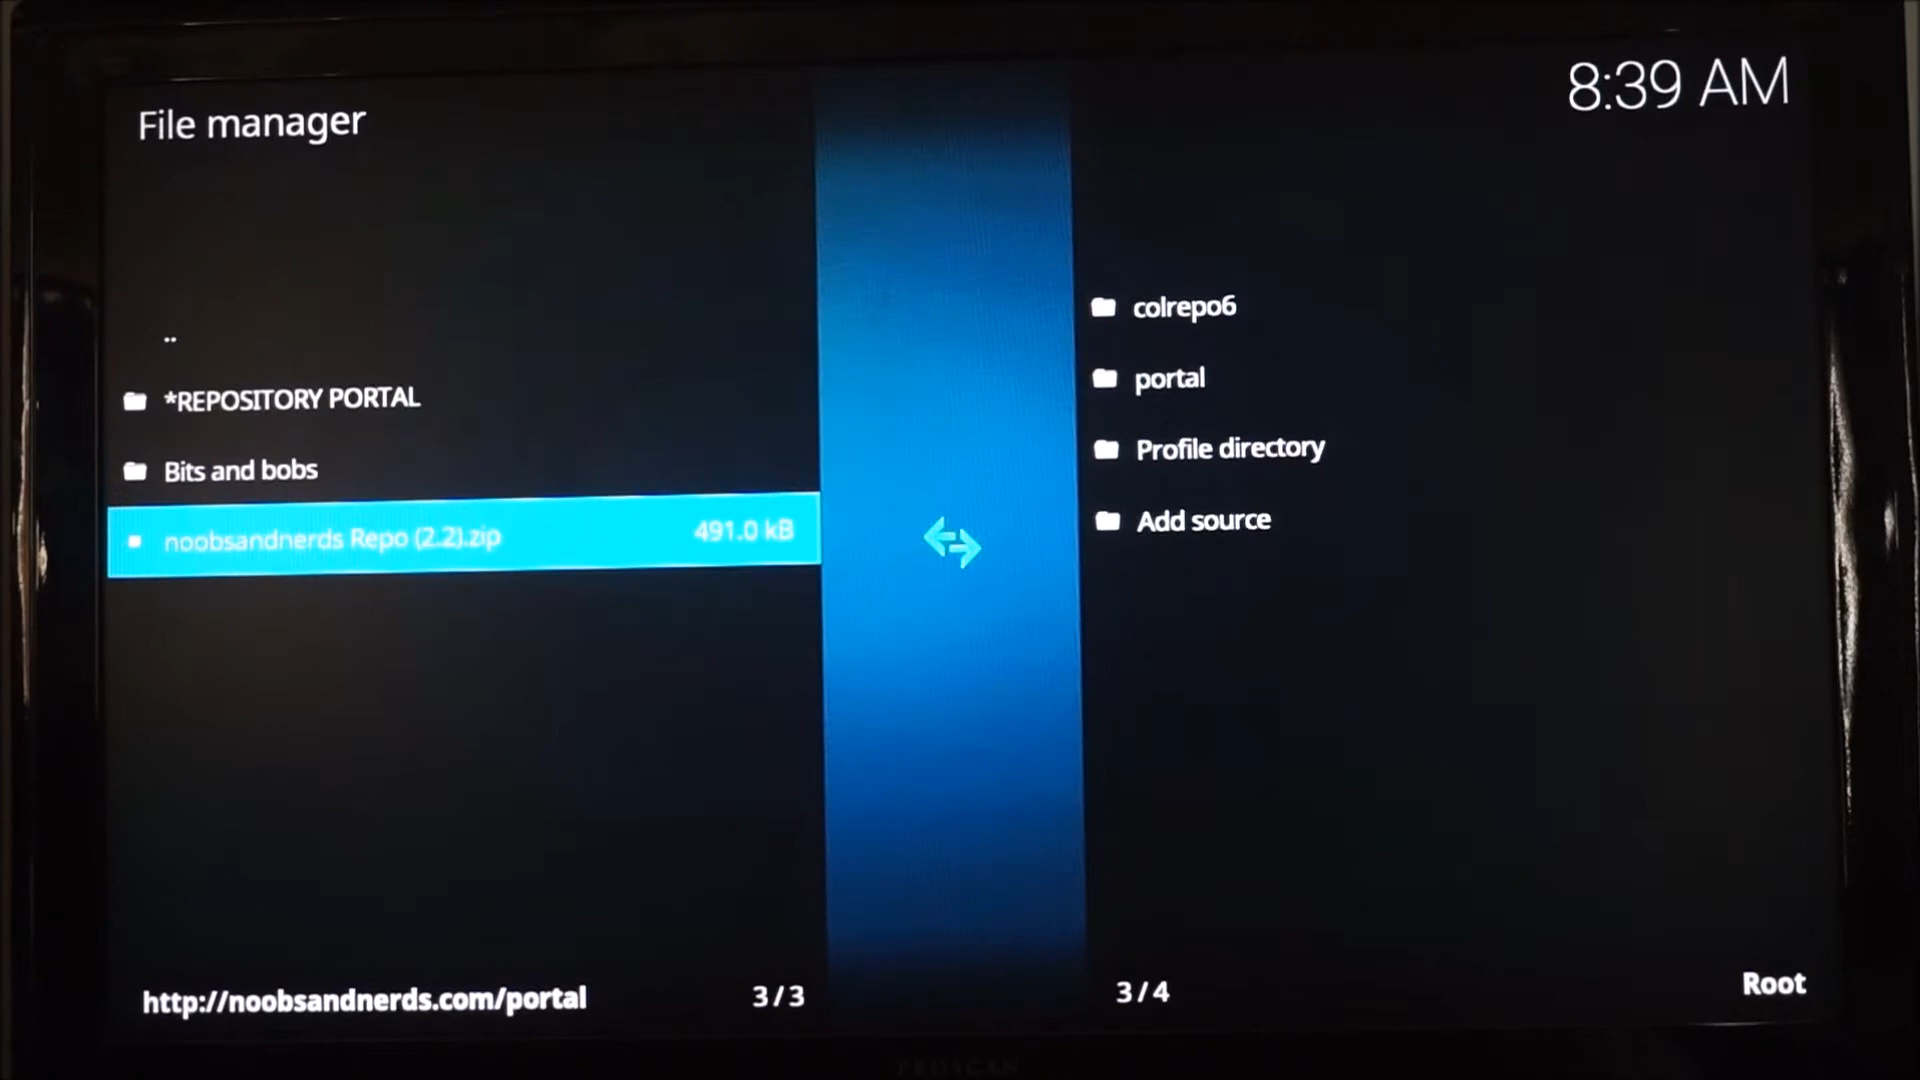 File manager
8:39 AM
..
*REPOSITORY PORTAL
Bits and bobs
noobsandnerds Repo (2.2).zip 491.0 kB
colrepo6
portal
Profile directory
Add source
http://noobsandnerds.com/portal 3/3
3/4 Root
PROSCAN